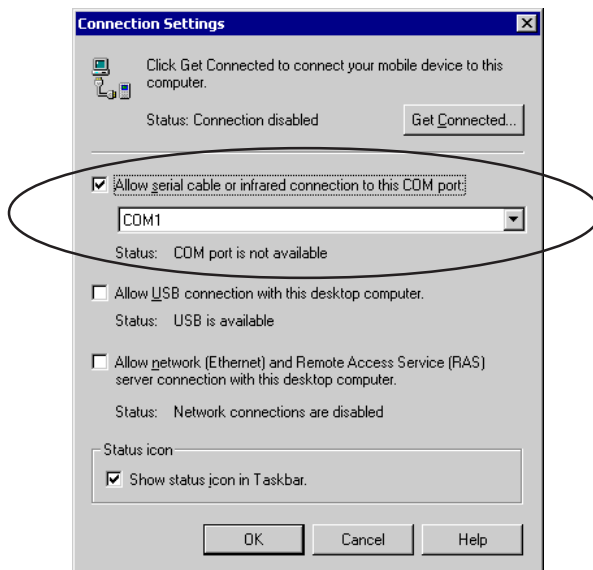 Connection Settings
Click Get Connected to connect your mobile device to this
computer.
Status: Connection disabled
Get Connected...
Allow serial cable or infrared connection to this COM port:
COM1
Status: COM port is not available
Allow USB connection with this desktop computer.
Status: USB is available
Allow network (Ethernet) and Remote Access Service (RAS)
server connection with this desktop computer.
Status: Network connections are disabled
Status icon
Show status icon in Taskbar.
OK Cancel Help